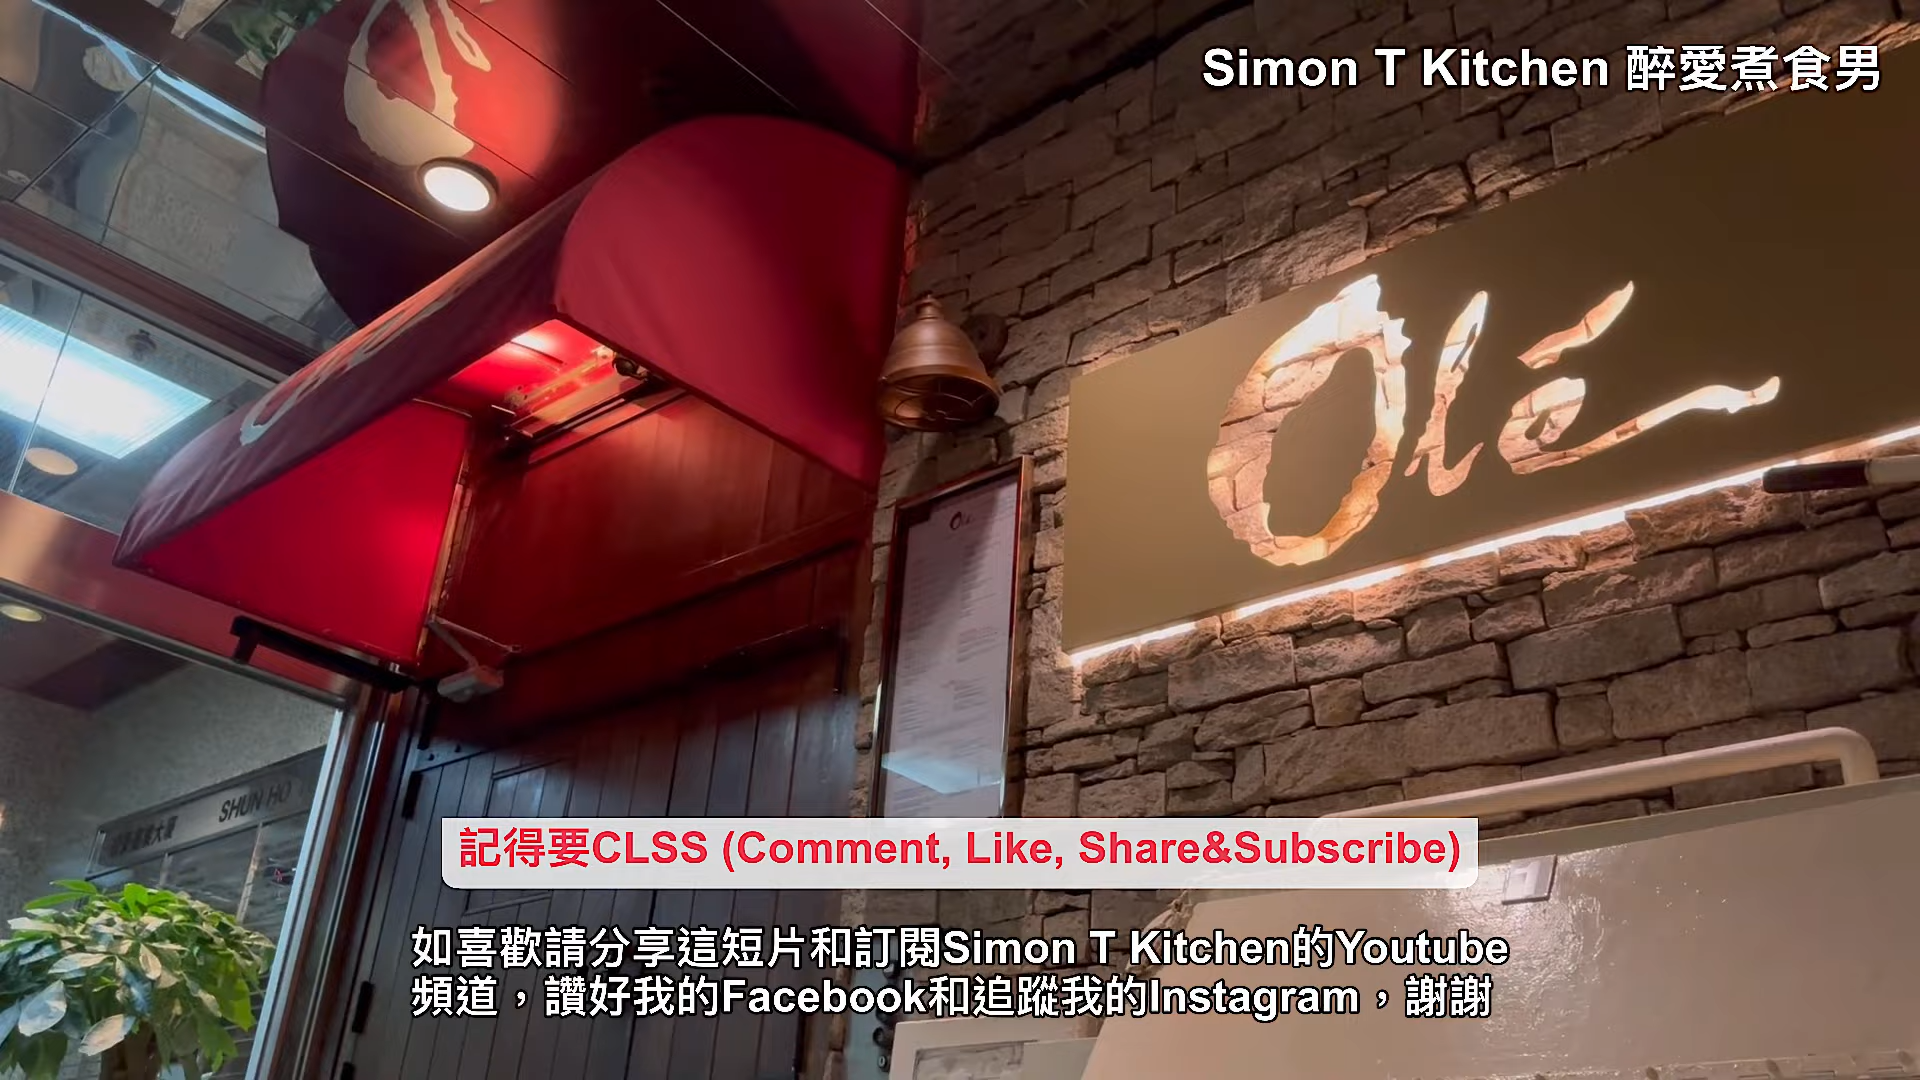 Simon T Kitchen 醉愛煮食男
Olé
Olé
SHUN HO
記得要CLSS (Comment, Like, Share&Subscribe)
如喜歡請分享這短片和訂閱Simon T Kitchen的Youtube
頻道，讚好我的Facebook和追蹤我的Instagram，謝謝